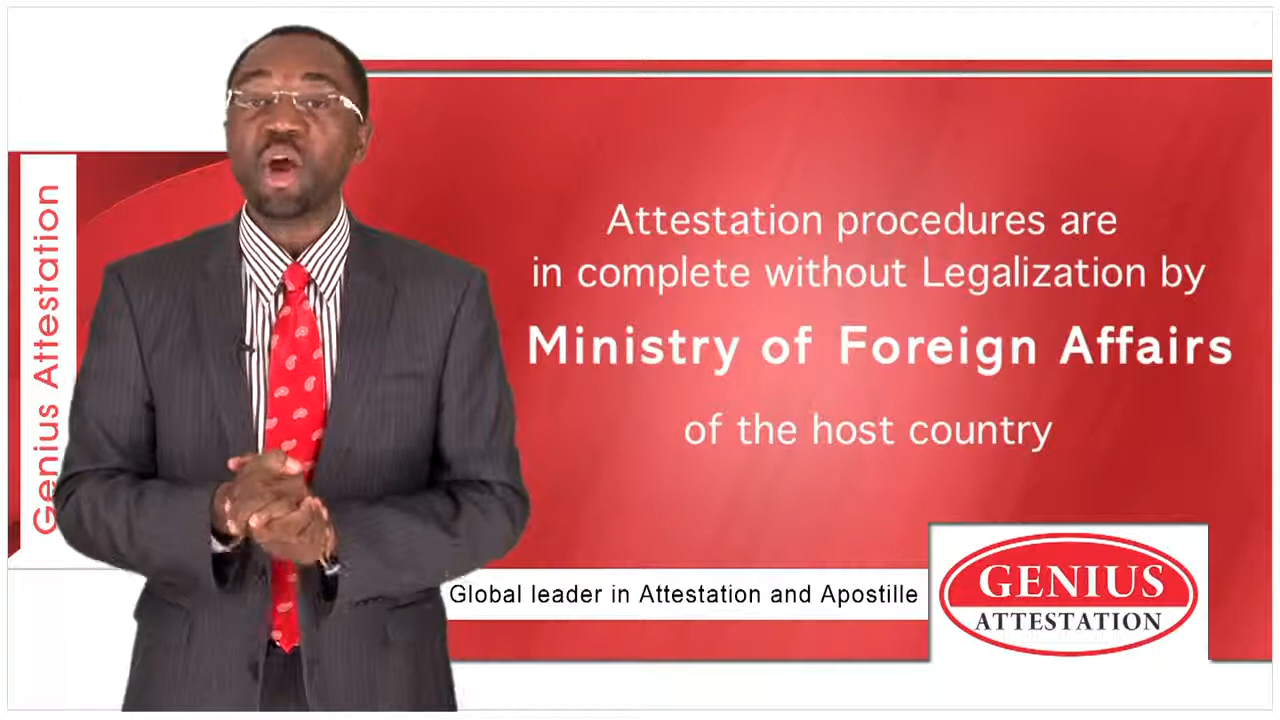 Genius Attestation
Attestation procedures are
in complete without Legalization by
Ministry of Foreign Affairs
of the host country
Global leader in Attestation and Apostille
GENIUS
ATTESTATION